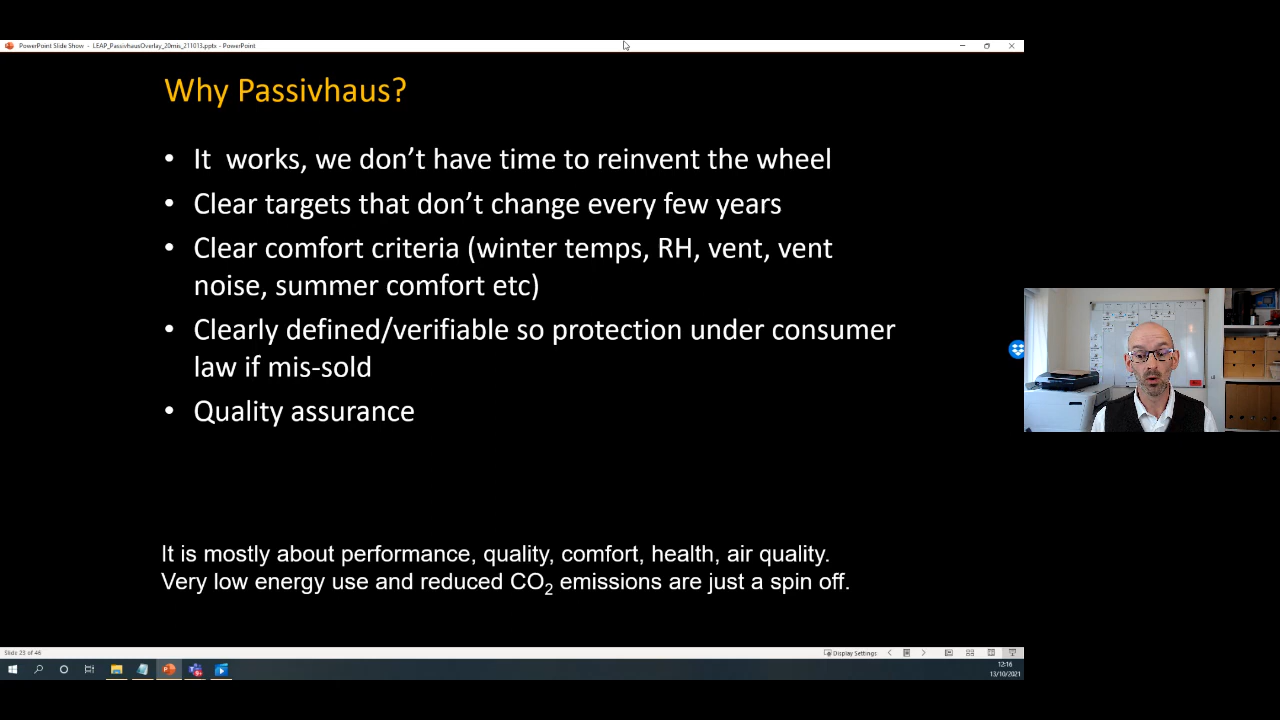 PowerPoint Slide Show - LEAP_PassivhausOverlay_20mis_211013.pptx - PowerPoint
Why Passivhaus?
• It  works, we don’t have time to reinvent the wheel
• Clear targets that don’t change every few years
• Clear comfort criteria (winter temps, RH, vent, vent
noise, summer comfort etc)
• Clearly defined/verifiable so protection under consumer
law if mis-sold
• Quality assurance
It is mostly about performance, quality, comfort, health, air quality.
Very low energy use and reduced CO₂ emissions are just a spin off.
Slide 23 of 46
Display Settings
12:16
13/10/2021